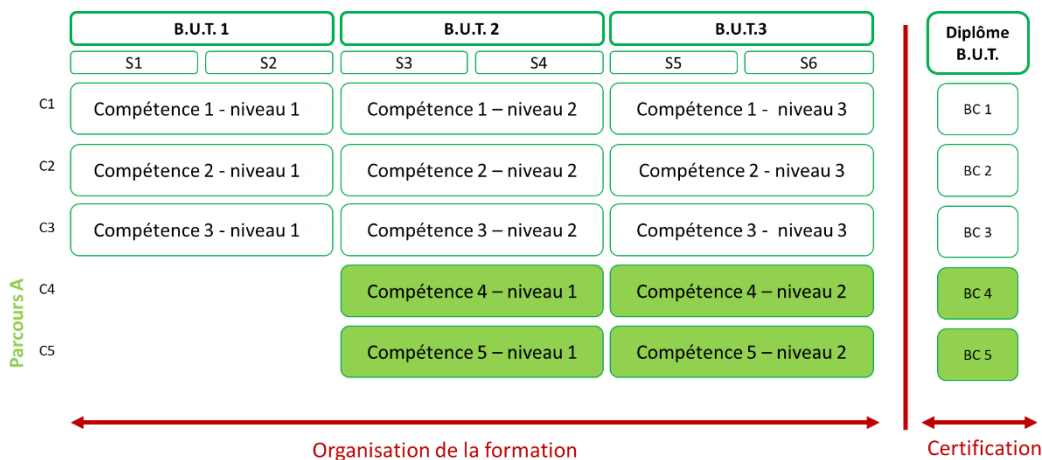 B.U.T. 1
B.U.T. 2
B.U.T.3
Diplôme
B.U.T.
S1
S2
S3
S4
S5
S6
C1
Compétence 1 - niveau 1
Compétence 1 – niveau 2
Compétence 1 - niveau 3
BC 1
C2
Compétence 2 - niveau 1
Compétence 2 – niveau 2
Compétence 2 - niveau 3
BC 2
C3
Compétence 3 - niveau 1
Compétence 3 – niveau 2
Compétence 3 - niveau 3
BC 3
Parcours A
C4
Compétence 4 – niveau 1
Compétence 4 – niveau 2
BC 4
C5
Compétence 5 – niveau 1
Compétence 5 – niveau 2
BC 5
Organisation de la formation
Certification